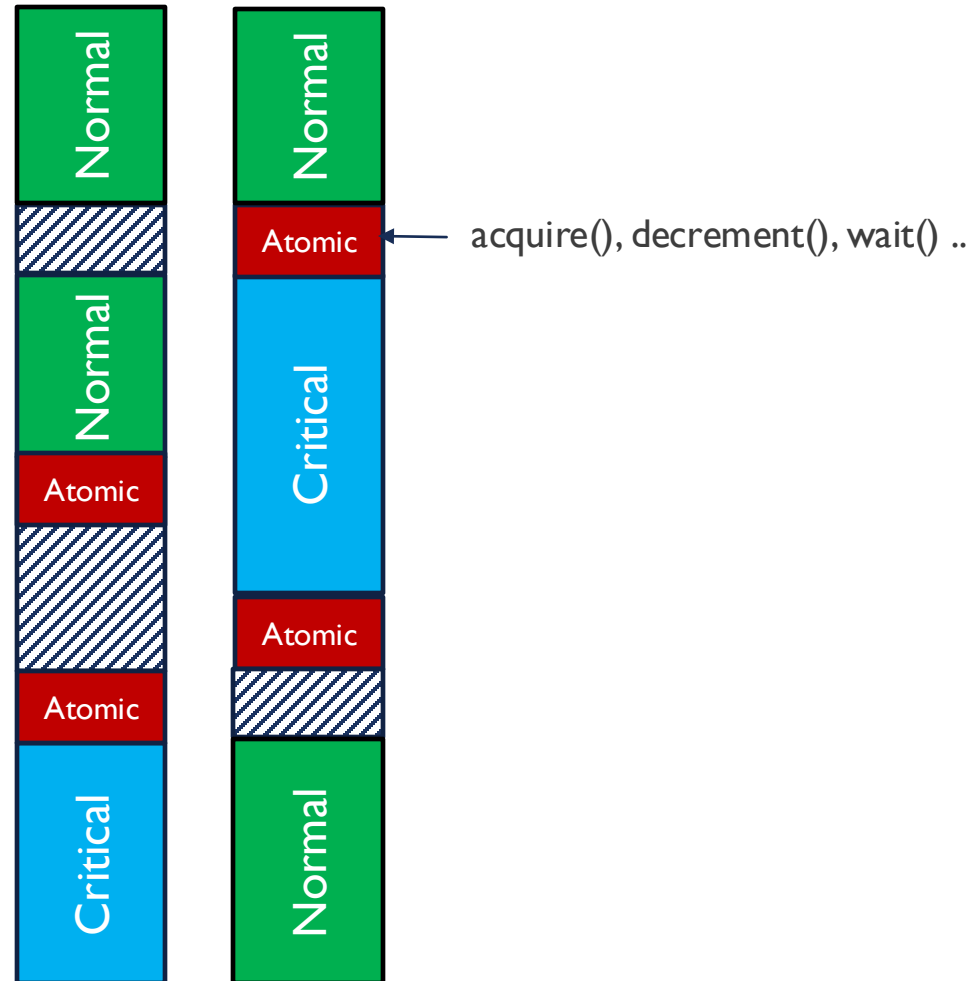 Normal
Normal
Atomic
Atomic
Critical
Normal
Atomic
Critical
Atomic
Normal
acquire(), decrement(), wait() ..